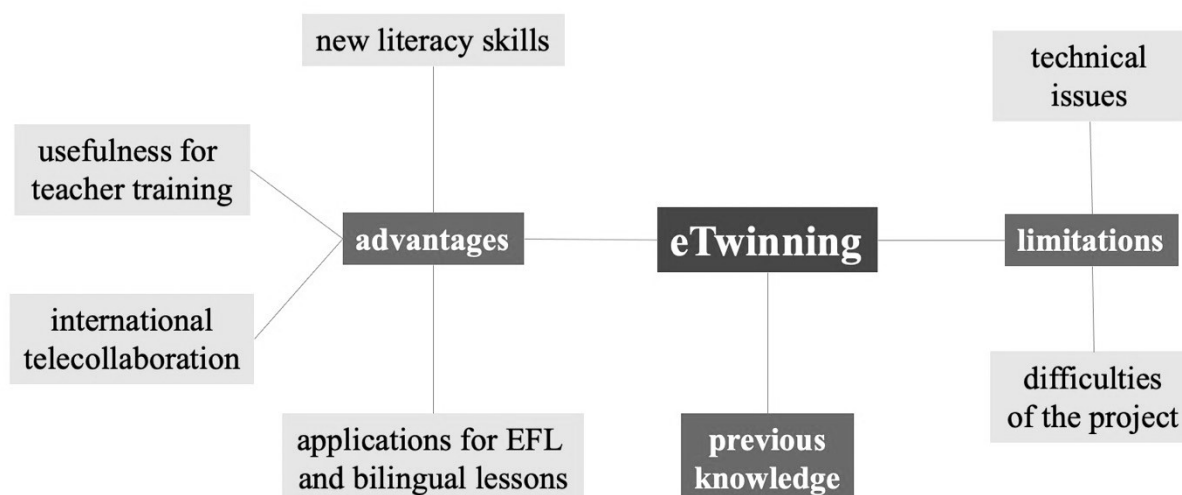 new literacy skills
technical
issues
usefulness for
teacher training
advantages
eTwinning
limitations
international
telecollaboration
difficulties
of the project
applications for EFL
and bilingual lessons
previous
knowledge